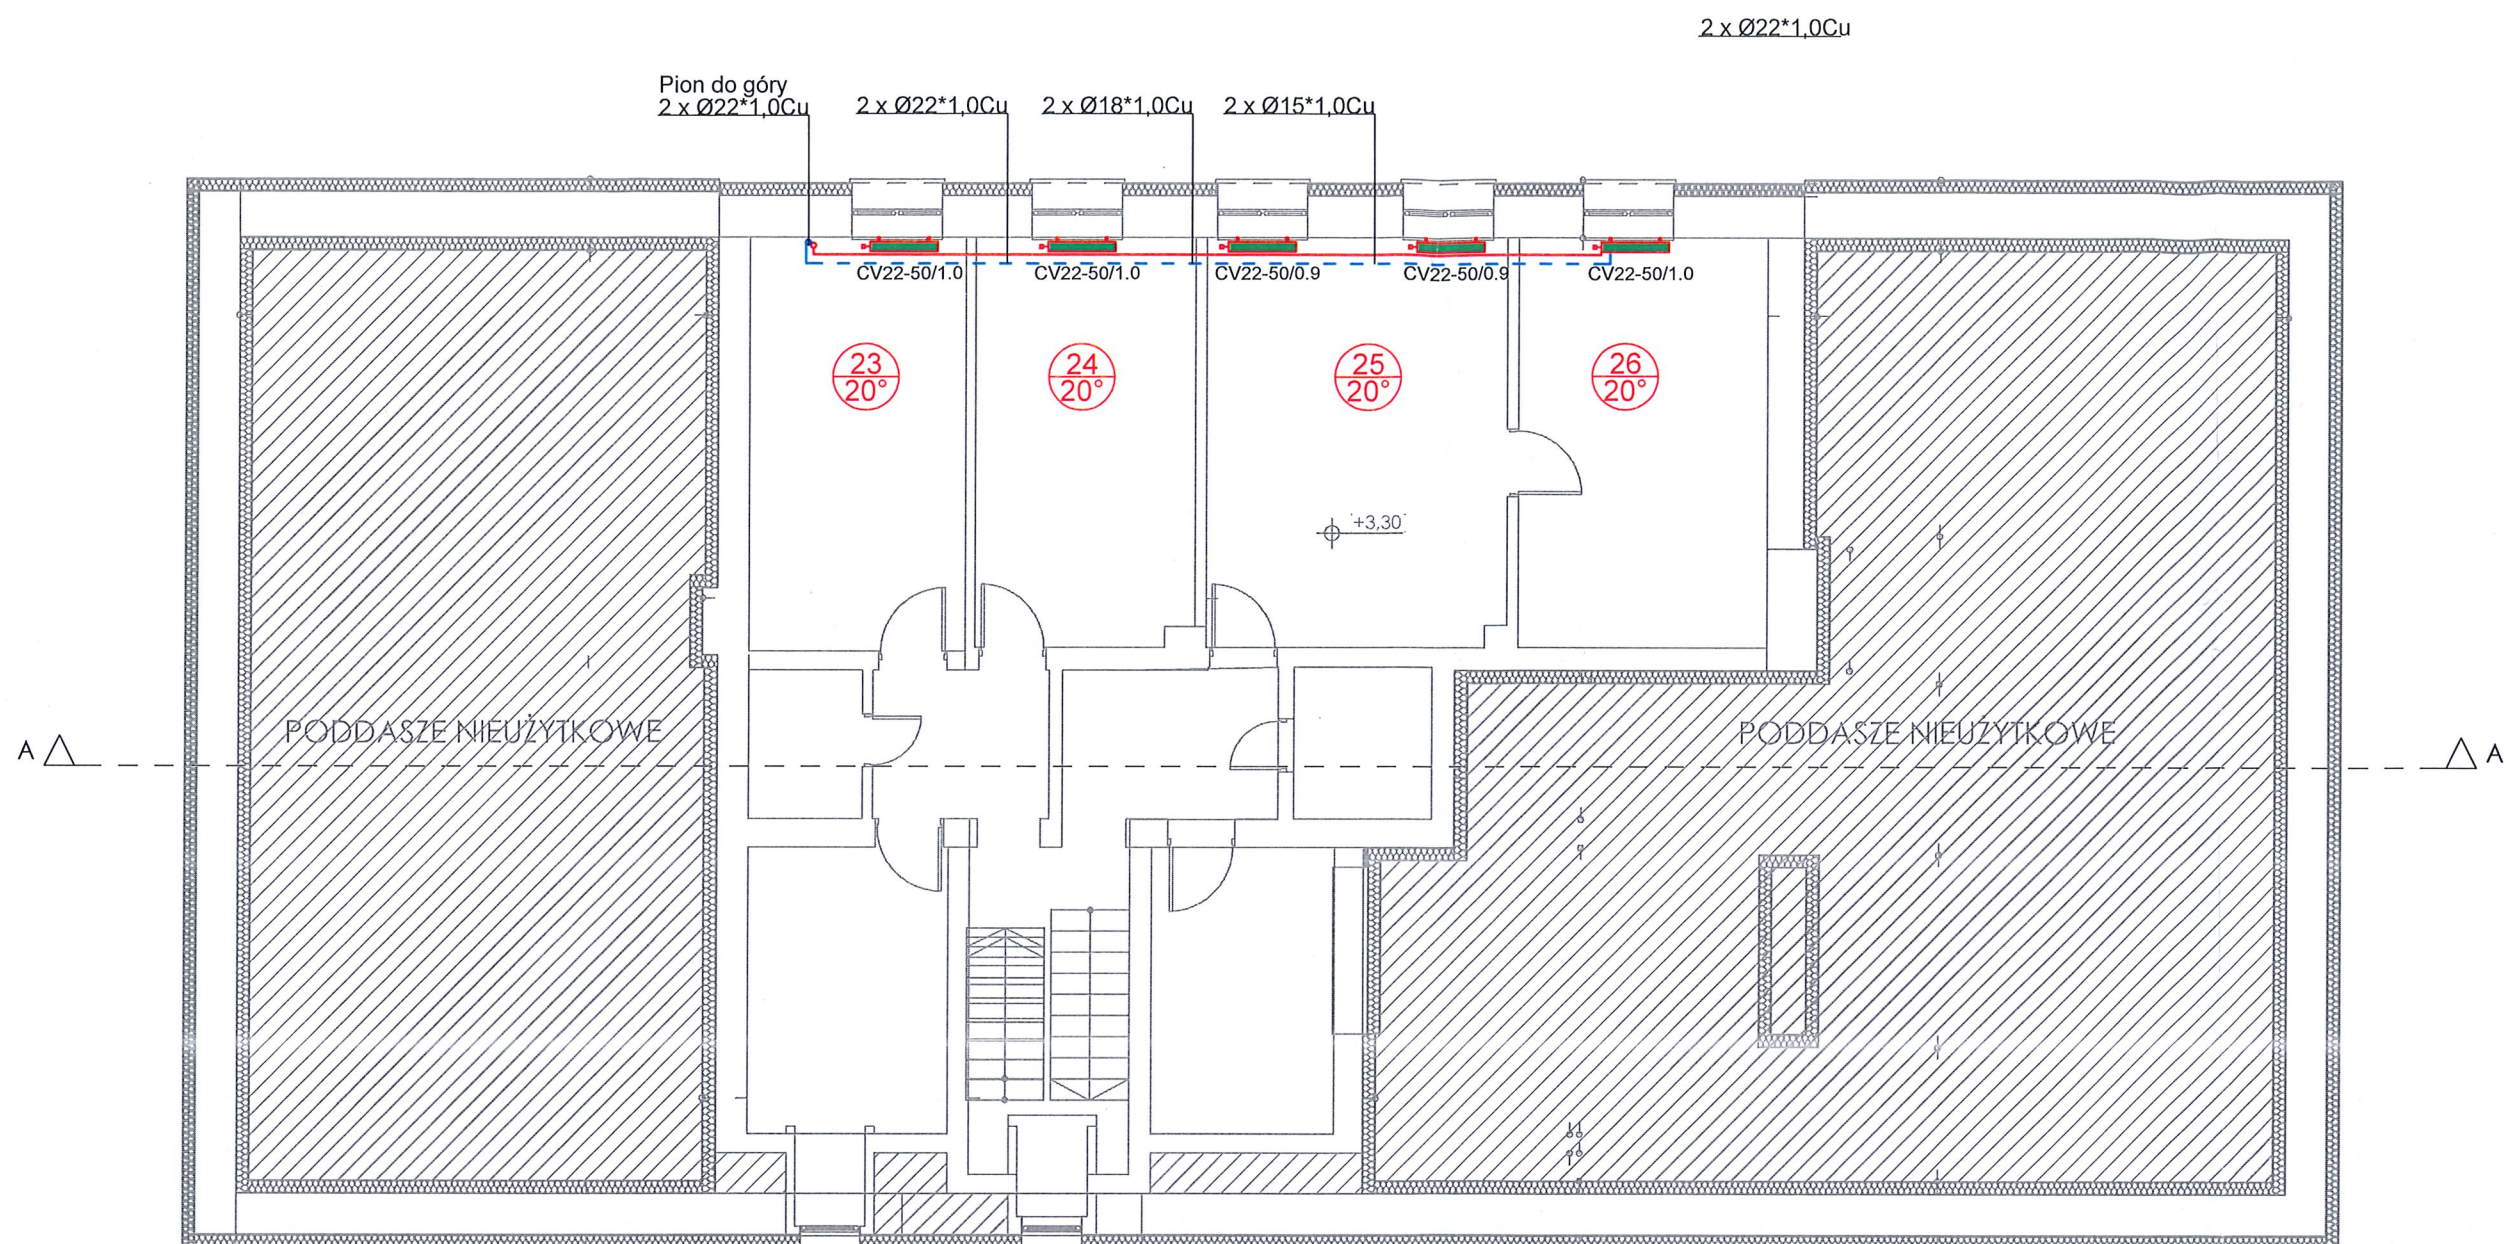 2 x Ø22*1,0Cu
Pion do góry
2 x Ø22*1,0Cu
2 x Ø22*1,0Cu
2 x Ø18*1,0Cu
2 x Ø15*1,0Cu
CV22-50/1.0
CV22-50/1.0
CV22-50/0.9
CV22-50/0.9
CV22-50/1.0
23
20°
24
20°
25
20°
26
20°
+3,30
PODDASZE NIEUŻYTKOWE
PODDASZE NIEUŻYTKOWE
A
A